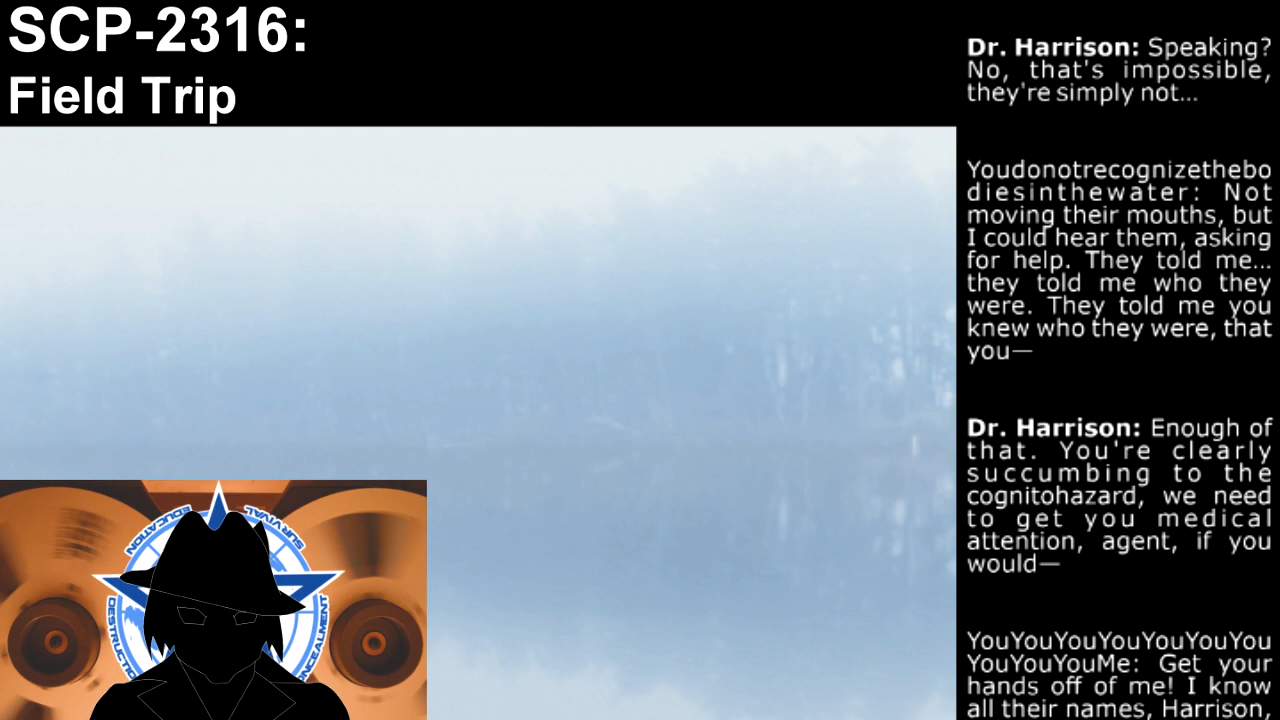 SCP-2316:
Field Trip
Dr. Harrison: Speaking?
No, that's impossible,
they're simply not...
Youdonotrecognizethebo
diesinthewater: Not
moving their mouths, but
I could hear them, asking
for help. They told me...
they told me who they
were. They told me you
knew who they were, that
you—
Dr. Harrison: Enough of
that. You're clearly
succumbing to the
cognitohazard, we need
to get you medical
attention, agent, if you
would—
YouYouYouYouYouYouYou
YouYouYouMe: Get your
hands off of me! I know
all their names, Harrison,
EDUCATION
SURVIVAL